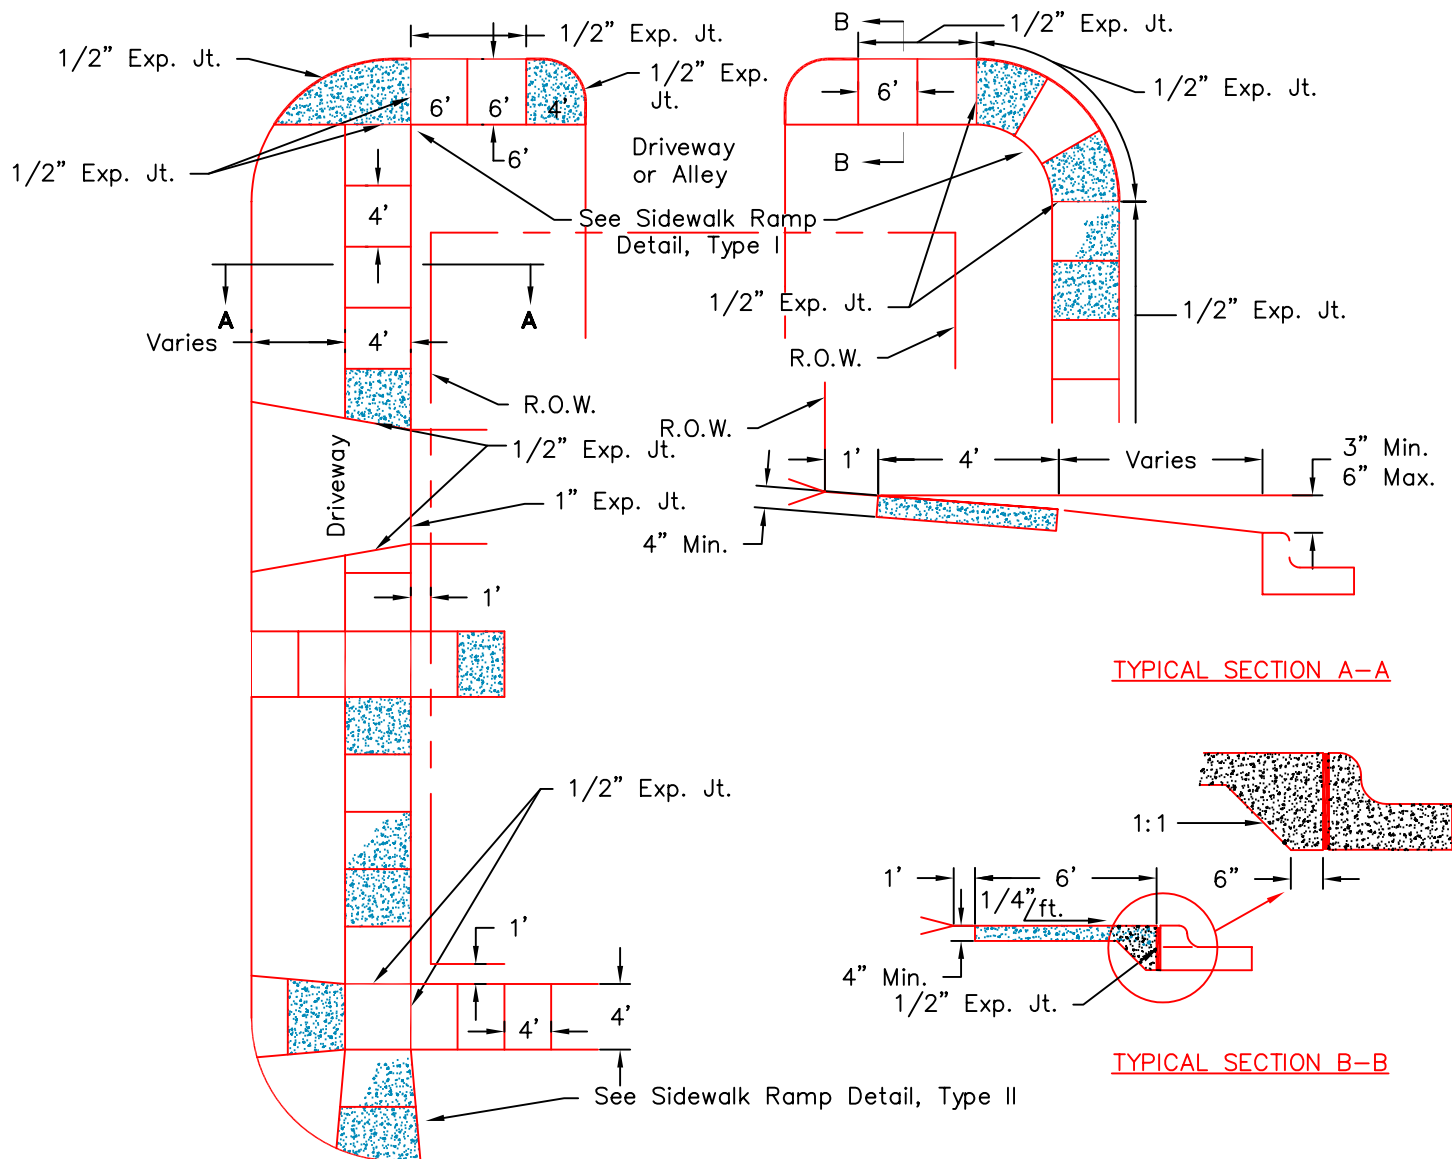 1/2” Exp. Jt.
B
1/2” Exp. Jt.
1/2” Exp. Jt.
1/2” Exp.
Jt.
1/2” Exp. Jt.
6’
6’
4’
6’
6’
Driveway
or Alley
B
1/2” Exp. Jt.
4’
See Sidewalk Ramp
Detail, Type I
A
A
1/2” Exp. Jt.
1/2” Exp. Jt.
Varies
4’
R.O.W.
R.O.W.
R.O.W.
1/2” Exp. Jt.
Driveway
1” Exp. Jt.
1’
4’
Varies
3” Min.
6” Max.
4” Min.
1’
TYPICAL SECTION A–A
1/2” Exp. Jt.
1:1
6”
1’
6’
1/4”/ft.
4” Min.
1/2” Exp. Jt.
1’
4’
4’
TYPICAL SECTION B–B
See Sidewalk Ramp Detail, Type II